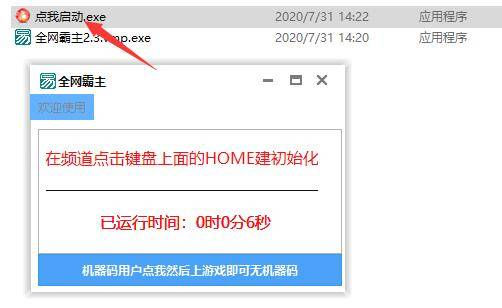 点我启动.exe 2020/7/31 14:22 应用程序
全网霸主2.3.vmp.exe 2020/7/31 14:20 应用程序
全网霸主
欢迎使用
在频道点击键盘上面的HOME建初始化
已运行时间：0时0分6秒
机器码用户点我然后上游戏即可无机器码